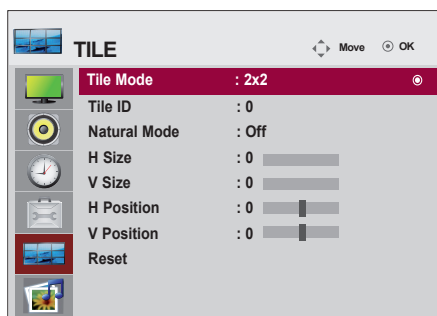 TILE
Move OK
Tile Mode : 2x2
Tile ID : 0
Natural Mode : Off
H Size : 0
V Size : 0
H Position : 0
V Position : 0
Reset